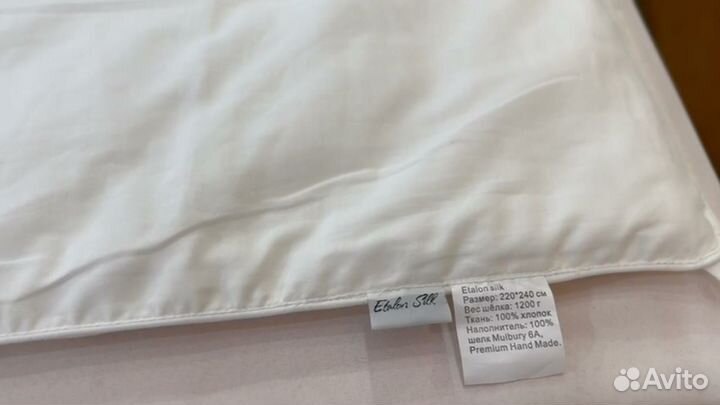 Etalon Silk
Etalon silk
Размер: 220*240 см
Вес шёлка: 1200 г
Ткань: 100% хлопок
Наполнитель: 100%
шелк Mulbury 6A,
Premium Hand Made.
Avito